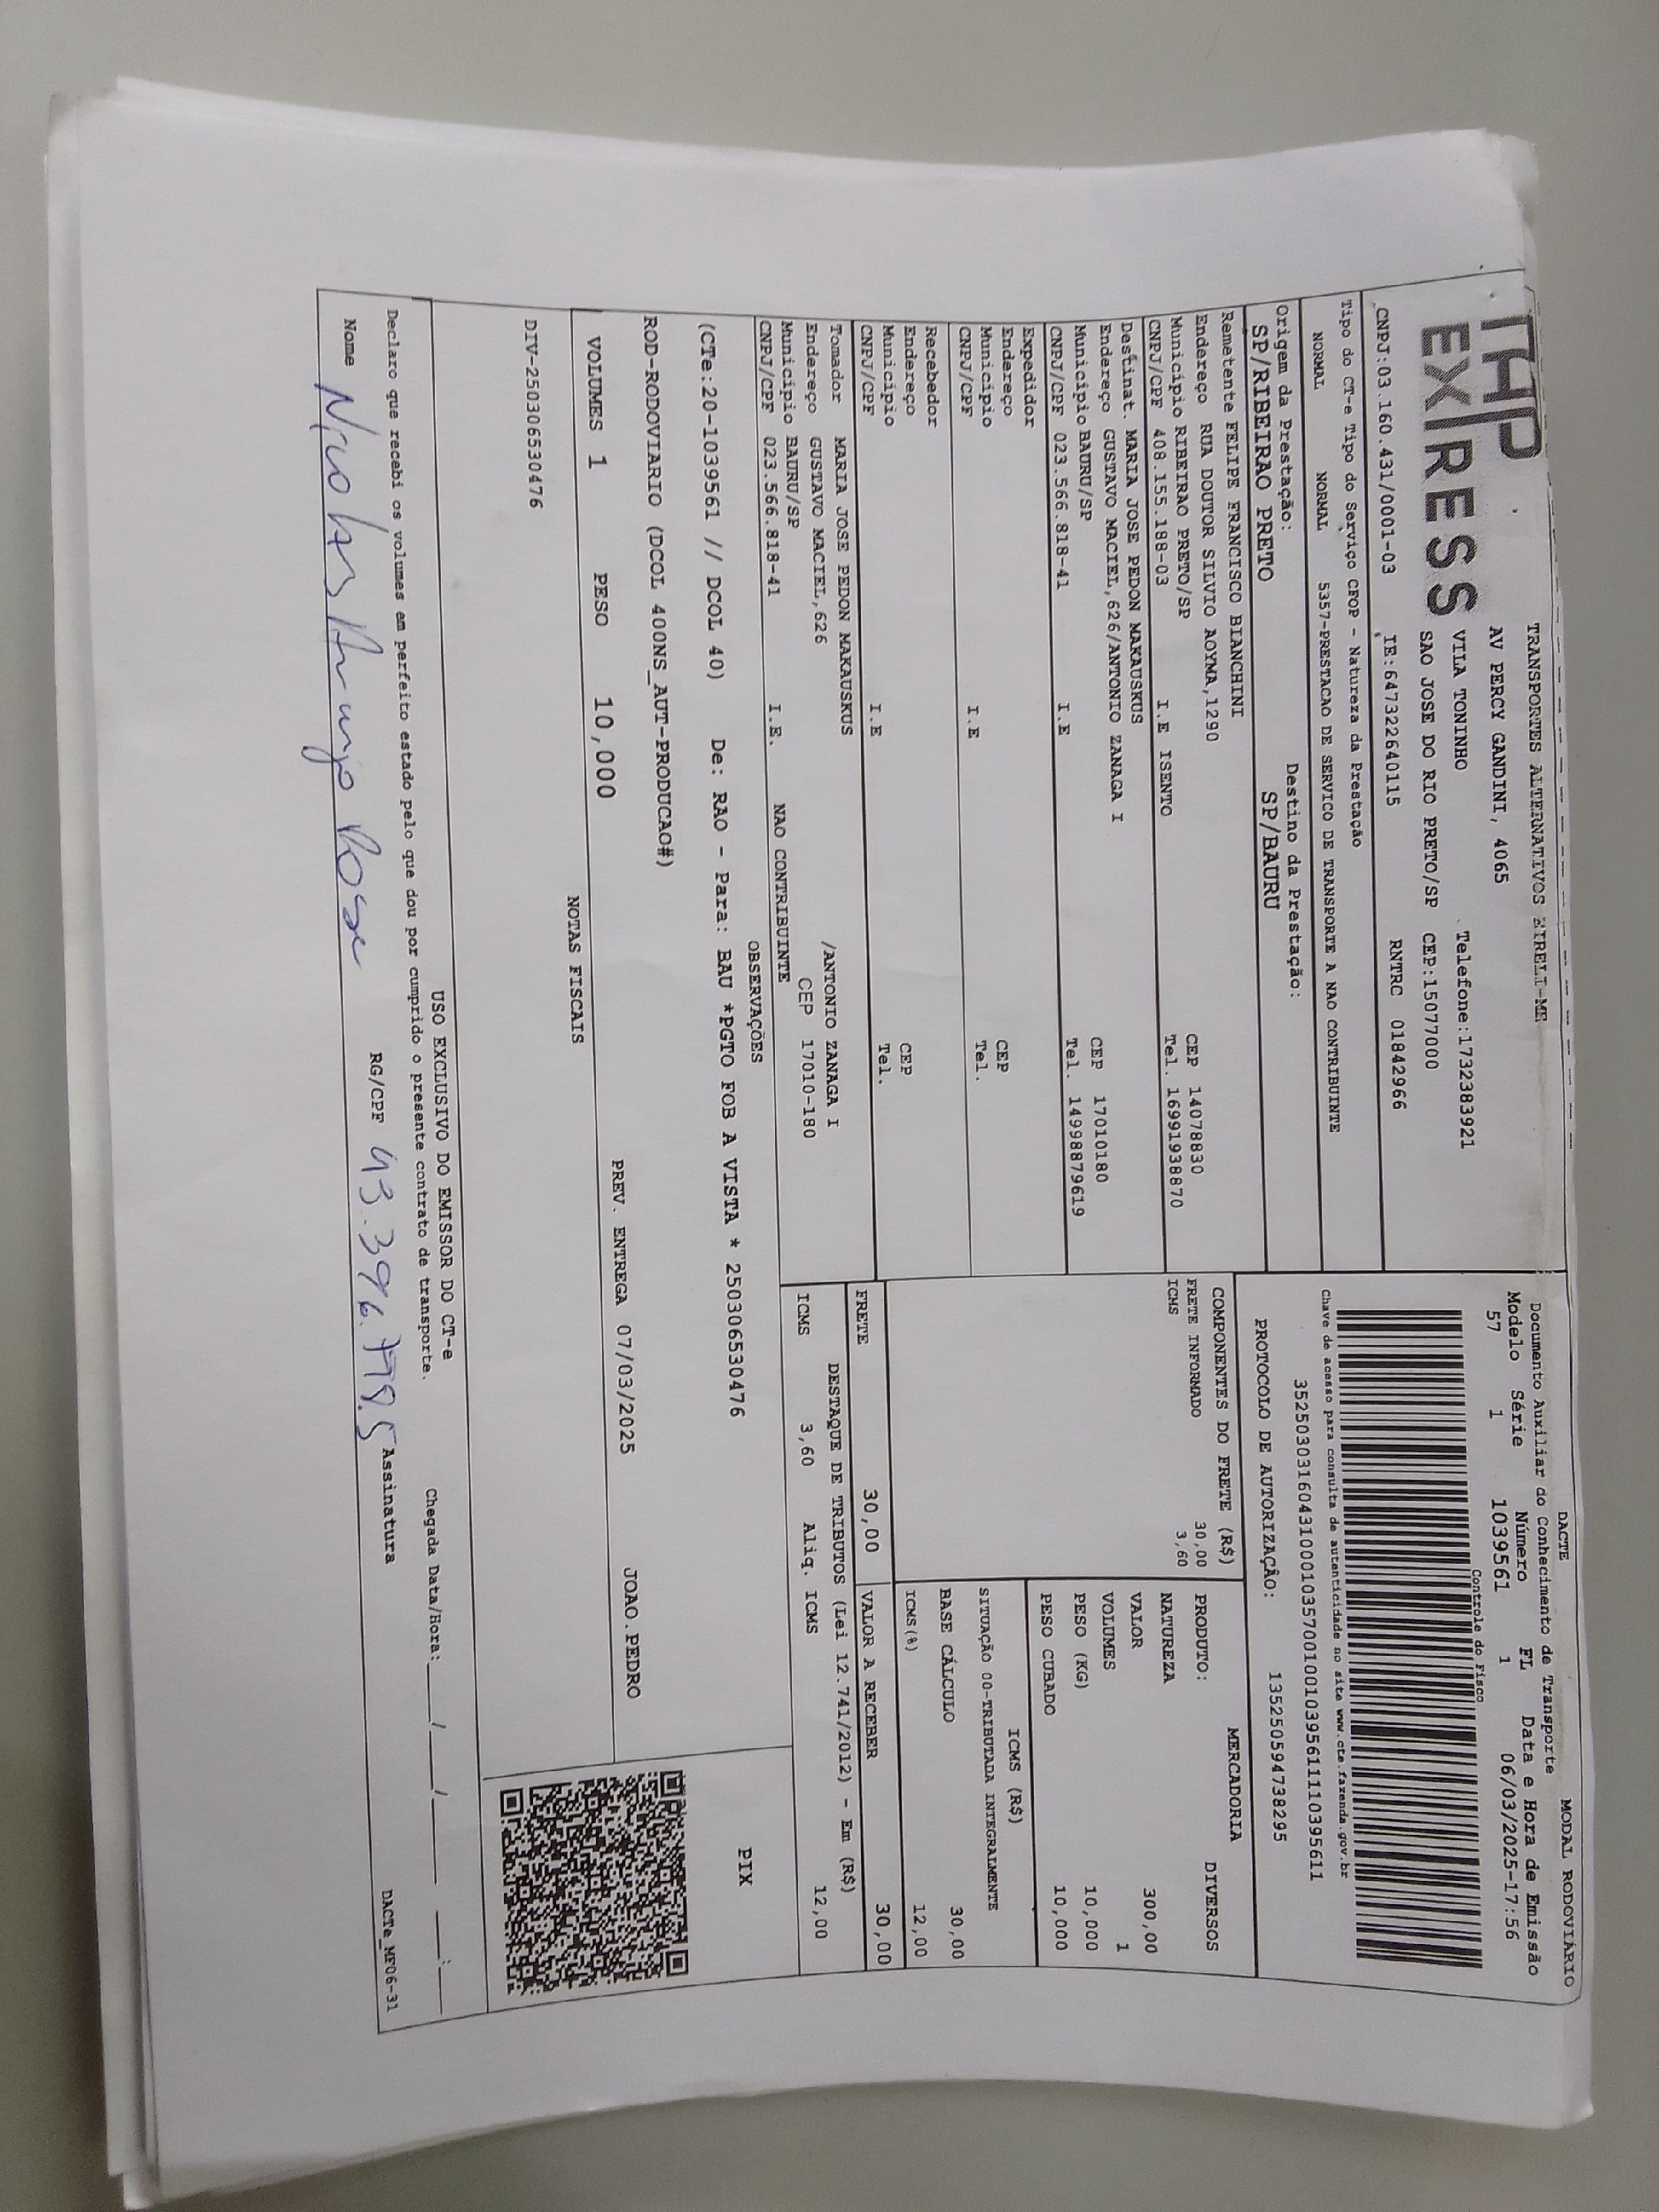 THP
EXPRESS
TRANSPORTES ALTERNATIVOS EIRELI-ME
AV PERCY GANDINI, 4065
VILA TONINHO Telefone:1732383921
SAO JOSE DO RIO PRETO/SP CEP:15077000
CNPJ:03.160.431/0001-03 IE:647322640115 RNTRC 01842966
Tipo do CT-e Tipo do Serviço CFOP - Natureza da Prestação
NORMAL NORMAL 5357-PRESTACAO DE SERVICO DE TRANSPORTE A NAO CONTRIBUINTE
Origem da Prestação: Destino da Prestação:
SP/RIBEIRAO PRETO SP/BAURU
Remetente FELIPE FRANCISCO BIANCHINI
Endereço RUA DOUTOR SILVIO AOYMA,1290 CEP 14078830
Município RIBEIRAO PRETO/SP Tel. 16991938870
CNPJ/CPF 408.155.188-03 I.E ISENTO
Destinat. MARIA JOSE PEDON MAKAUSKUS
Endereço GUSTAVO MACIEL,626/ANTONIO ZANAGA I CEP 17010180
Município BAURU/SP Tel. 14998879619
CNPJ/CPF 023.566.818-41 I.E
Expedidor
Endereço CEP
Município Tel.
CNPJ/CPF I.E
Recebedor
Endereço CEP
Município Tel.
CNPJ/CPF I.E
Tomador MARIA JOSE PEDON MAKAUSKUS /ANTONIO ZANAGA I
Endereço GUSTAVO MACIEL,626 CEP 17010-180
Município BAURU/SP
CNPJ/CPF 023.566.818-41 I.E. NAO CONTRIBUINTE
DACTE MODAL RODOVIÁRIO
Documento Auxiliar do Conhecimento de Transporte
Modelo Série Número FL Data e Hora de Emissão
57 1 1039561 1 06/03/2025-17:56
Controle do Fisco
Chave de acesso para consulta de autenticidade no site www.cte.fazenda.gov.br
35250303160431000103570010010395611110395611
PROTOCOLO DE AUTORIZAÇÃO: 135250594738295
COMPONENTES DO FRETE (R$)
FRETE INFORMADO 30,00
ICMS 3,60
MERCADORIA
PRODUTO: DIVERSOS
NATUREZA
VALOR 300,00
VOLUMES 1
PESO (KG) 10,000
PESO CUBADO 10,000
ICMS (R$)
SITUAÇÃO 00-TRIBUTADA INTEGRALMENTE
BASE CÁLCULO 30,00
ICMS(%) 12,00
FRETE 30,00 VALOR A RECEBER 30,00
DESTAQUE DE TRIBUTOS (Lei 12.741/2012) - Em (R$)
ICMS 3,60 Aliq. ICMS 12,00
OBSERVAÇÕES
(CTe:20-1039561 // DCOL 40) De: RAO - Para: BAU *PGTO FOB A VISTA * 250306530476
ROD-RODOVIARIO (DCOL 400NS_AUT-PRODUCAO#)
PIX
VOLUMES 1 PESO 10,000 PREV. ENTREGA 07/03/2025 JOAO.PEDRO
NOTAS FISCAIS
DIV-250306530476
USO EXCLUSIVO DO EMISSOR DO CT-e
Declaro que recebi os volumes em perfeito estado pelo que dou por cumprido o presente contrato de transporte. Chegada Data/Hora:____/____/____ ___:___
Nome RG/CPF Assinatura DACTe_MF06-31